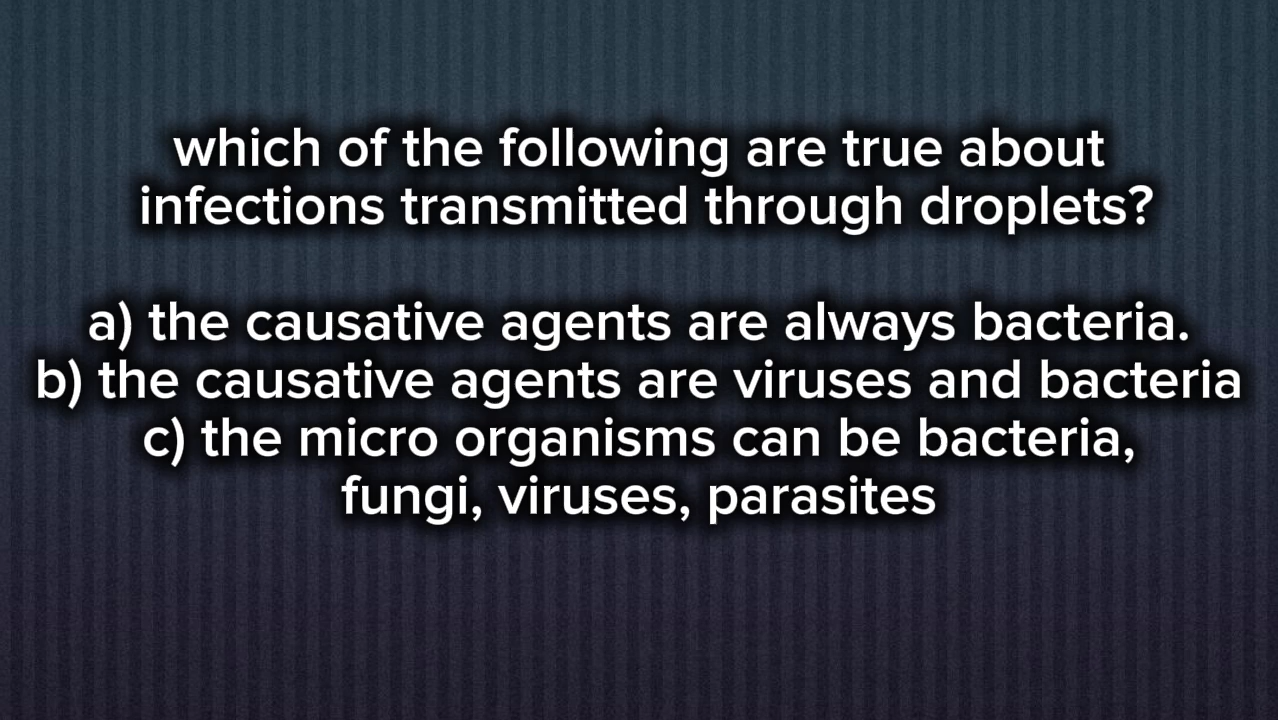 which of the following are true about
infections transmitted through droplets?
a) the causative agents are always bacteria.
b) the causative agents are viruses and bacteria
c) the micro organisms can be bacteria,
fungi, viruses, parasites